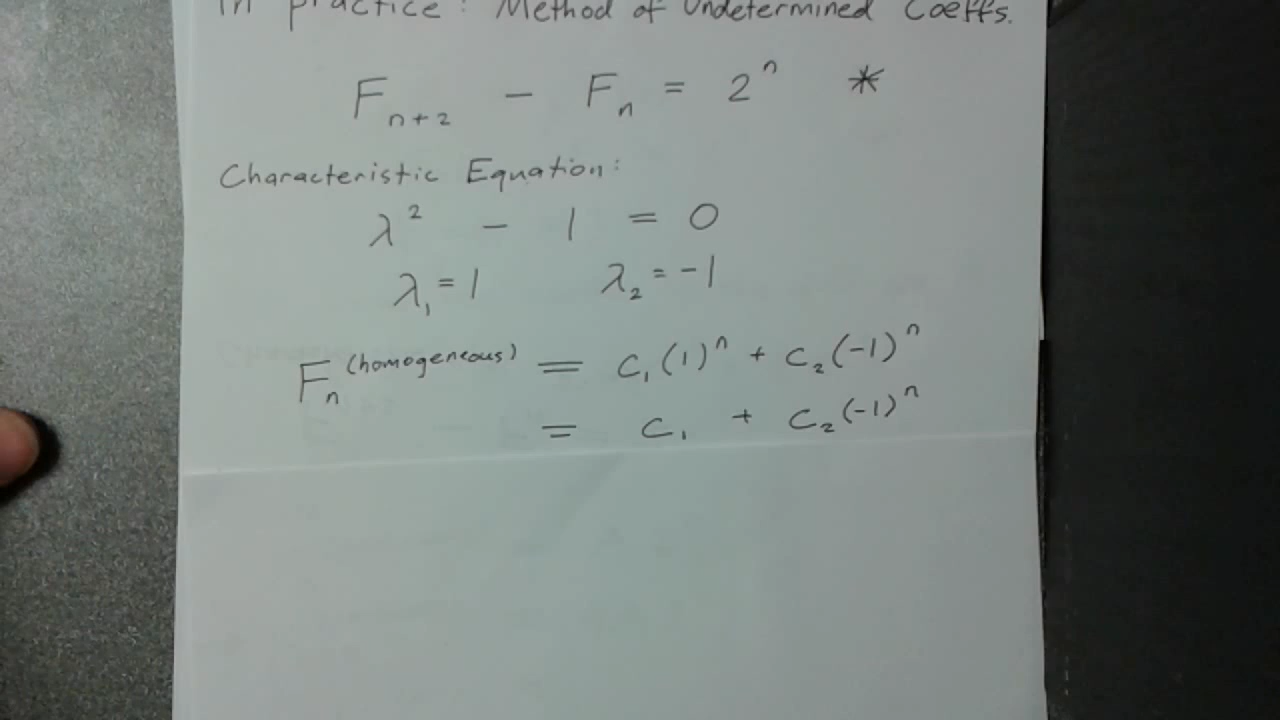 In practice: Method of Undetermined Coeffs.
F_{n+2} - F_n = 2^n *
Characteristic Equation:
λ^2 - 1 = 0
λ_1 = 1 λ_2 = -1
F_n^{(homogeneous)} = c_1(1)^n + c_2(-1)^n
= c_1 + c_2(-1)^n